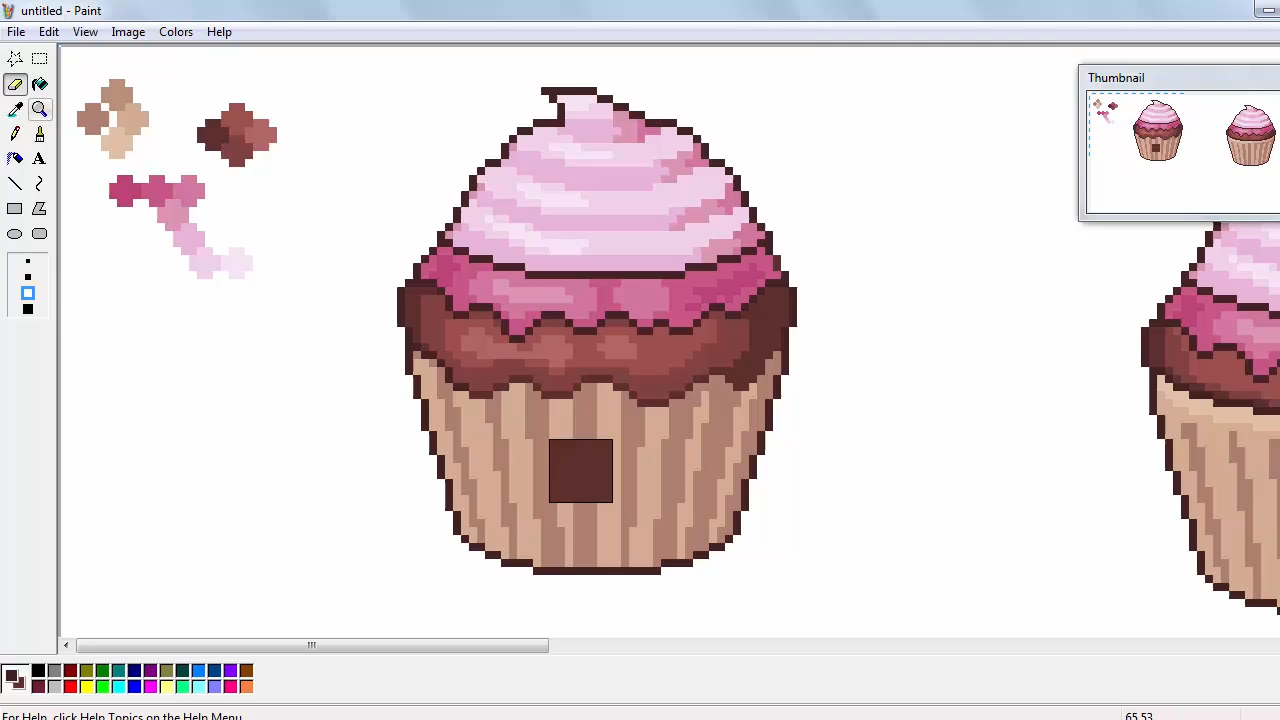 untitled - Paint
File Edit View Image Colors Help
Thumbnail
A
For Help, click Help Topics on the Help Menu.
65,53